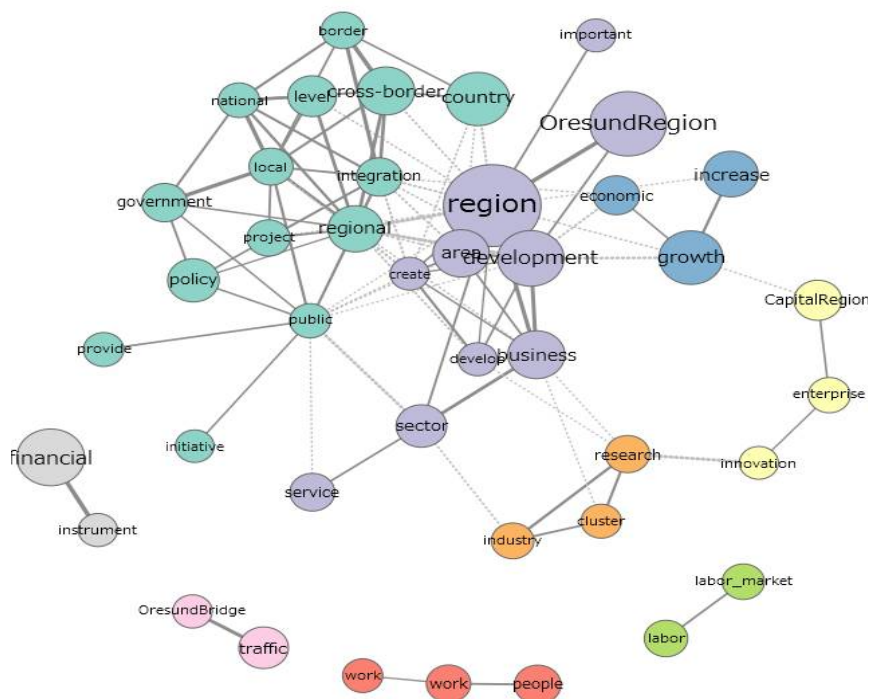 border
important
national
level
cross-border
country
OresundRegion
local
integration
increase
economic
government
region
project
regional
area
development
growth
policy
create
CapitalRegion
public
provide
develop
business
enterprise
sector
initiative
financial
research
innovation
service
instrument
cluster
industry
labor_market
OresundBridge
labor
traffic
work
work
people